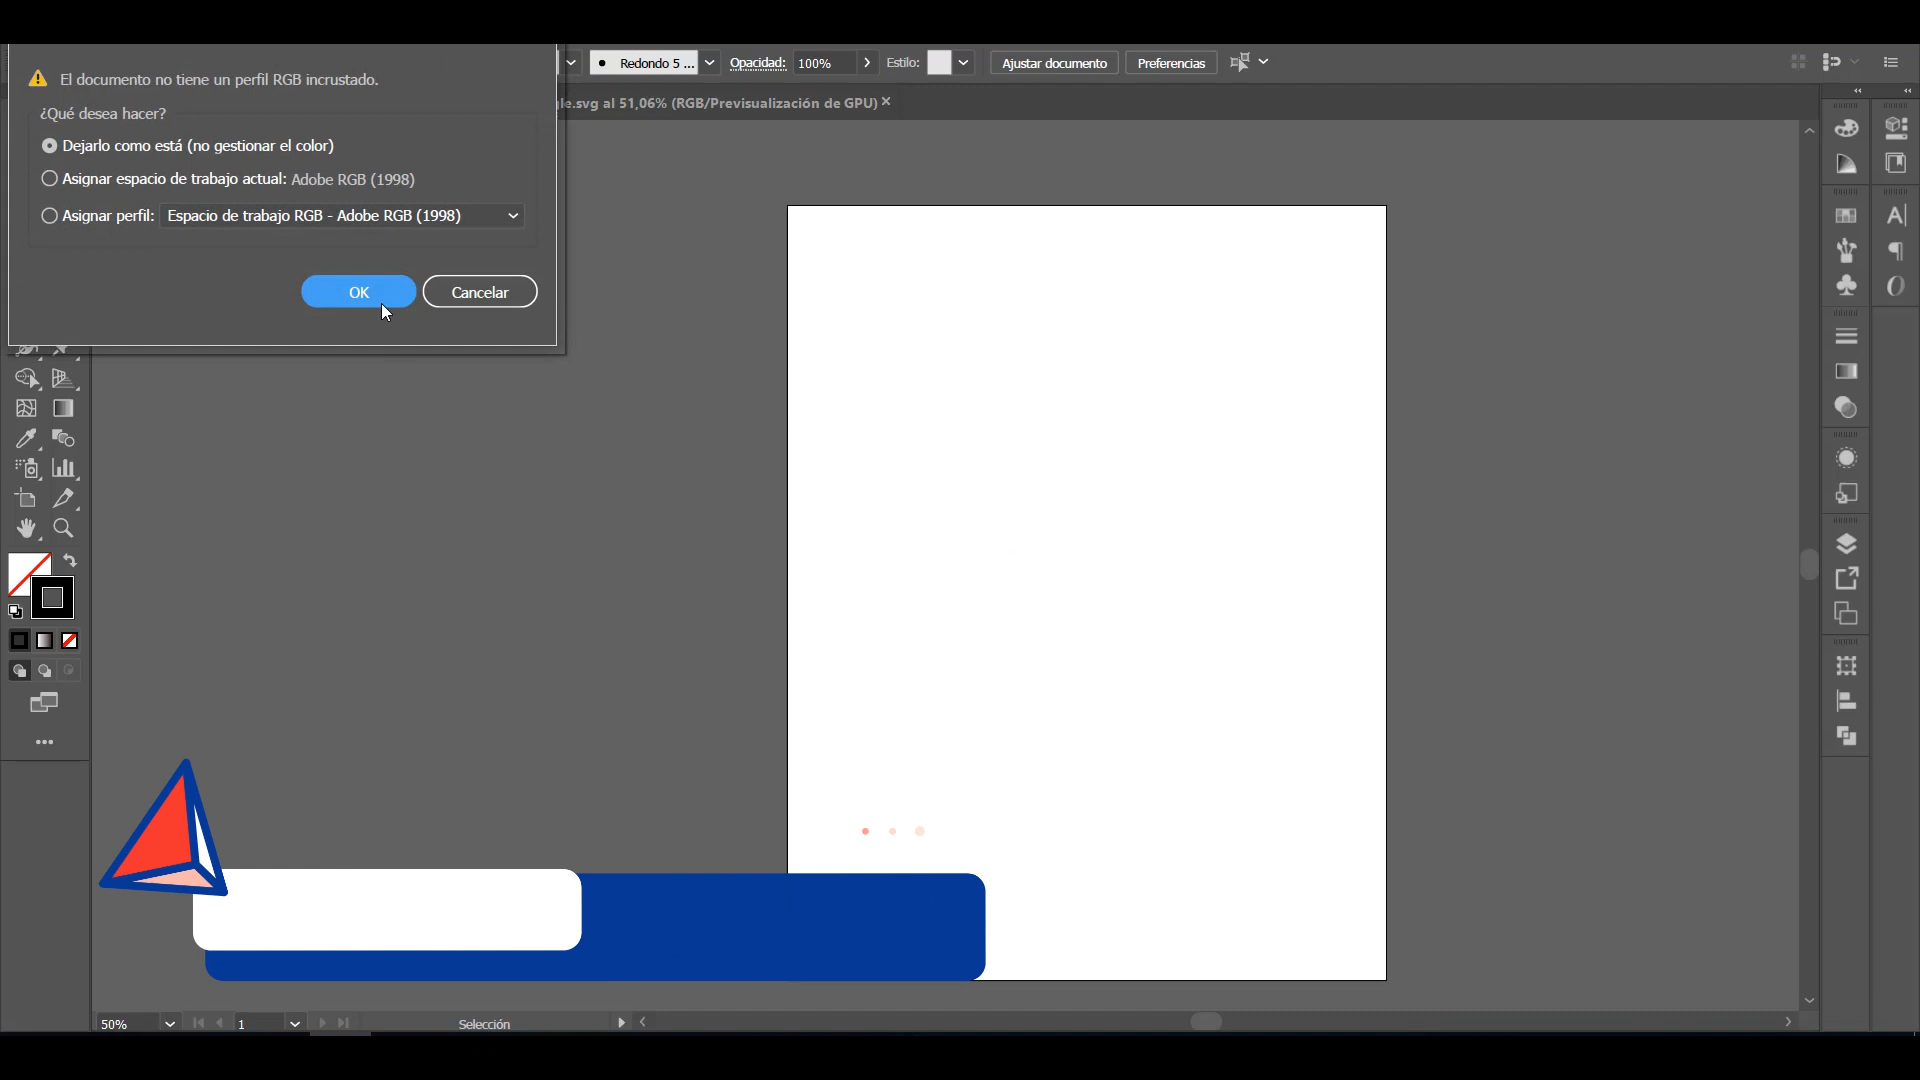 El documento no tiene un perfil RGB incrustado.
¿Qué desea hacer?
Dejarlo como está (no gestionar el color)
Asignar espacio de trabajo actual: Adobe RGB (1998)
Asignar perfil: Espacio de trabajo RGB - Adobe RGB (1998)
OK
Cancelar
Redondo 5 ...
Opacidad: 100%
Estilo:
Ajustar documento
Preferencias
gle.svg al 51,06% (RGB/Previsualización de GPU)
50%
1
Selección